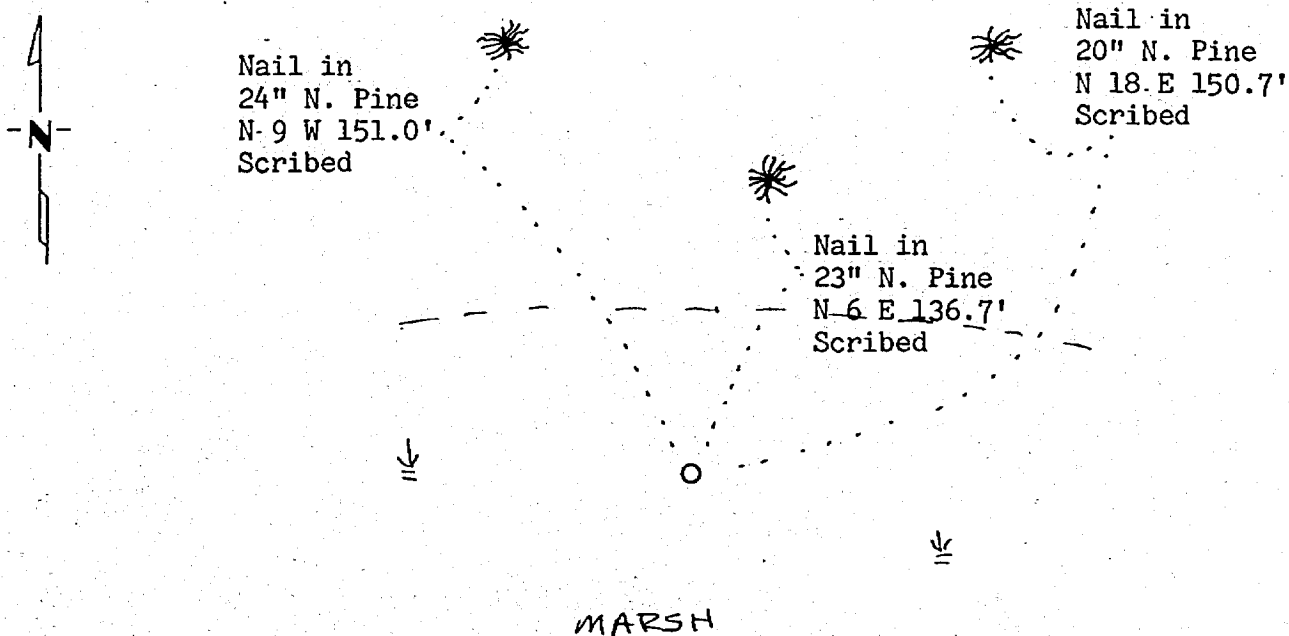 Nail in
24" N. Pine
N 9 W 151.0'
Scribed
Nail in
20" N. Pine
N 18 E 150.7'
Scribed
N
Nail in
23" N. Pine
N 6 E 136.7'
Scribed
MARSH